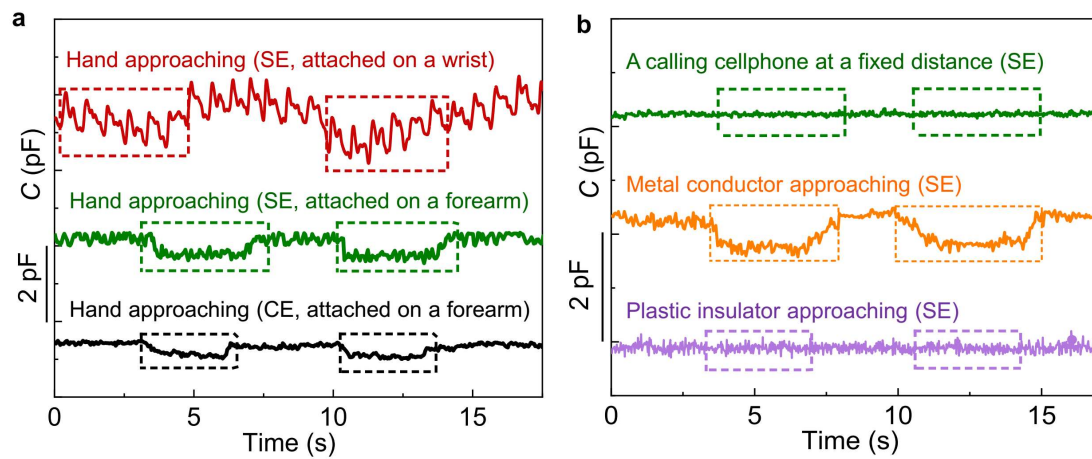 a
Hand approaching (SE, attached on a wrist)
Hand approaching (SE, attached on a forearm)
Hand approaching (CE, attached on a forearm)
C (pF)
2 pF
0 5 10 15
Time (s)
b
A calling cellphone at a fixed distance (SE)
Metal conductor approaching (SE)
Plastic insulator approaching (SE)
C (pF)
2 pF
0 5 10 15
Time (s)